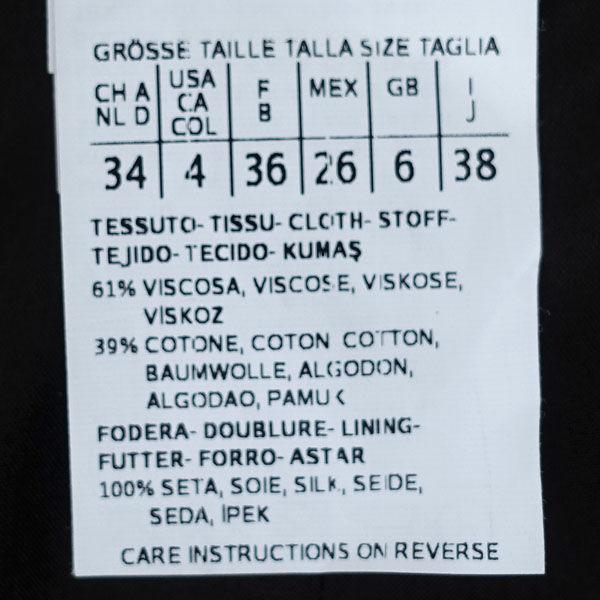 GRÖSSE TAILLE TALLA SIZE TAGLIA
CH A NL D USA CA COL F B MEX GB I J
34 4 36 26 6 38
TESSUTO- TISSU- CLOTH- STOFF-
TEJIDO- TECIDO- KUMAŞ
61% VISCOSA, VISCOSE, VISKOSE,
VİSKOZ
39% COTONE, COTON COTTON,
BAUMWOLLE, ALGODON,
ALGODAO, PAMUK
FODERA- DOUBLURE- LINING-
FUTTER- FORRO- ASTAR
100% SETA, SOIE, SILK, SEIDE,
SEDA, İPEK
CARE INSTRUCTIONS ON REVERSE